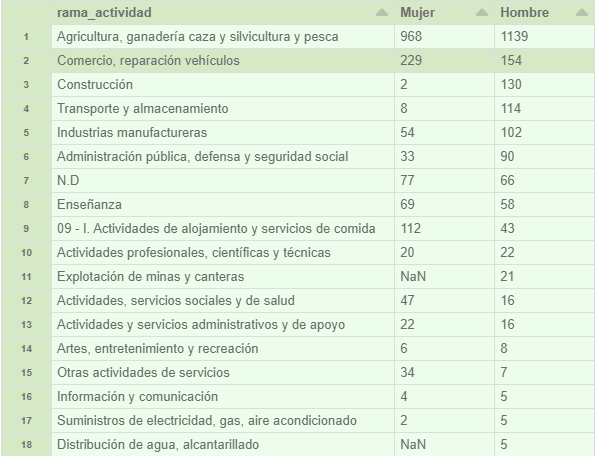 rama_actividad Mujer Hombre
1 Agricultura, ganadería caza y silvicultura y pesca 968 1139
2 Comercio, reparación vehículos 229 154
3 Construcción 2 130
4 Transporte y almacenamiento 8 114
5 Industrias manufactureras 54 102
6 Administración pública, defensa y seguridad social 33 90
7 N.D 77 66
8 Enseñanza 69 58
9 09 - I. Actividades de alojamiento y servicios de comida 112 43
10 Actividades profesionales, científicas y técnicas 20 22
11 Explotación de minas y canteras NaN 21
12 Actividades, servicios sociales y de salud 47 16
13 Actividades y servicios administrativos y de apoyo 22 16
14 Artes, entretenimiento y recreación 6 8
15 Otras actividades de servicios 34 7
16 Información y comunicación 4 5
17 Suministros de electricidad, gas, aire acondicionado 2 5
18 Distribución de agua, alcantarillado NaN 5